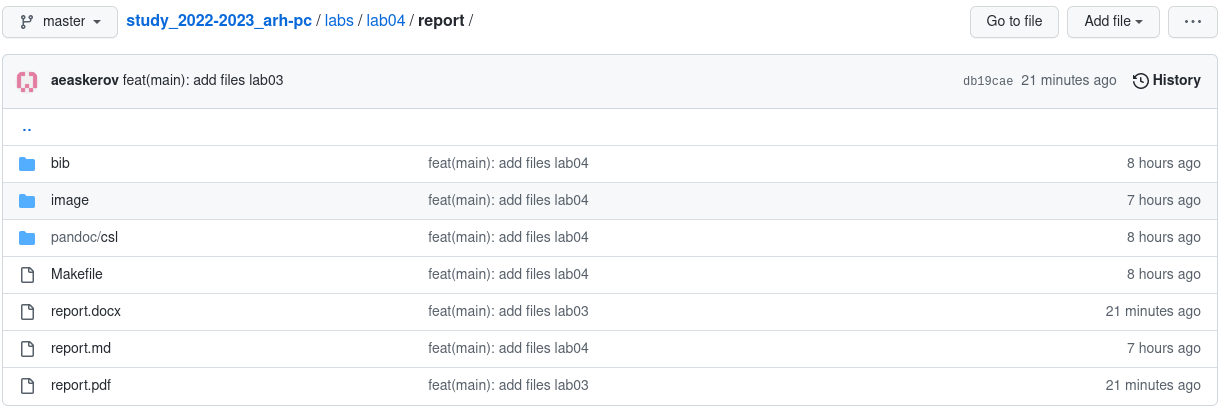 master study_2022-2023_arh-pc / labs / lab04 / report / Go to file Add file ...
aeaskerov feat(main): add files lab03 db19cae 21 minutes ago History
..
bib feat(main): add files lab04 8 hours ago
image feat(main): add files lab04 7 hours ago
pandoc/csl feat(main): add files lab04 8 hours ago
Makefile feat(main): add files lab04 8 hours ago
report.docx feat(main): add files lab03 21 minutes ago
report.md feat(main): add files lab04 7 hours ago
report.pdf feat(main): add files lab03 21 minutes ago